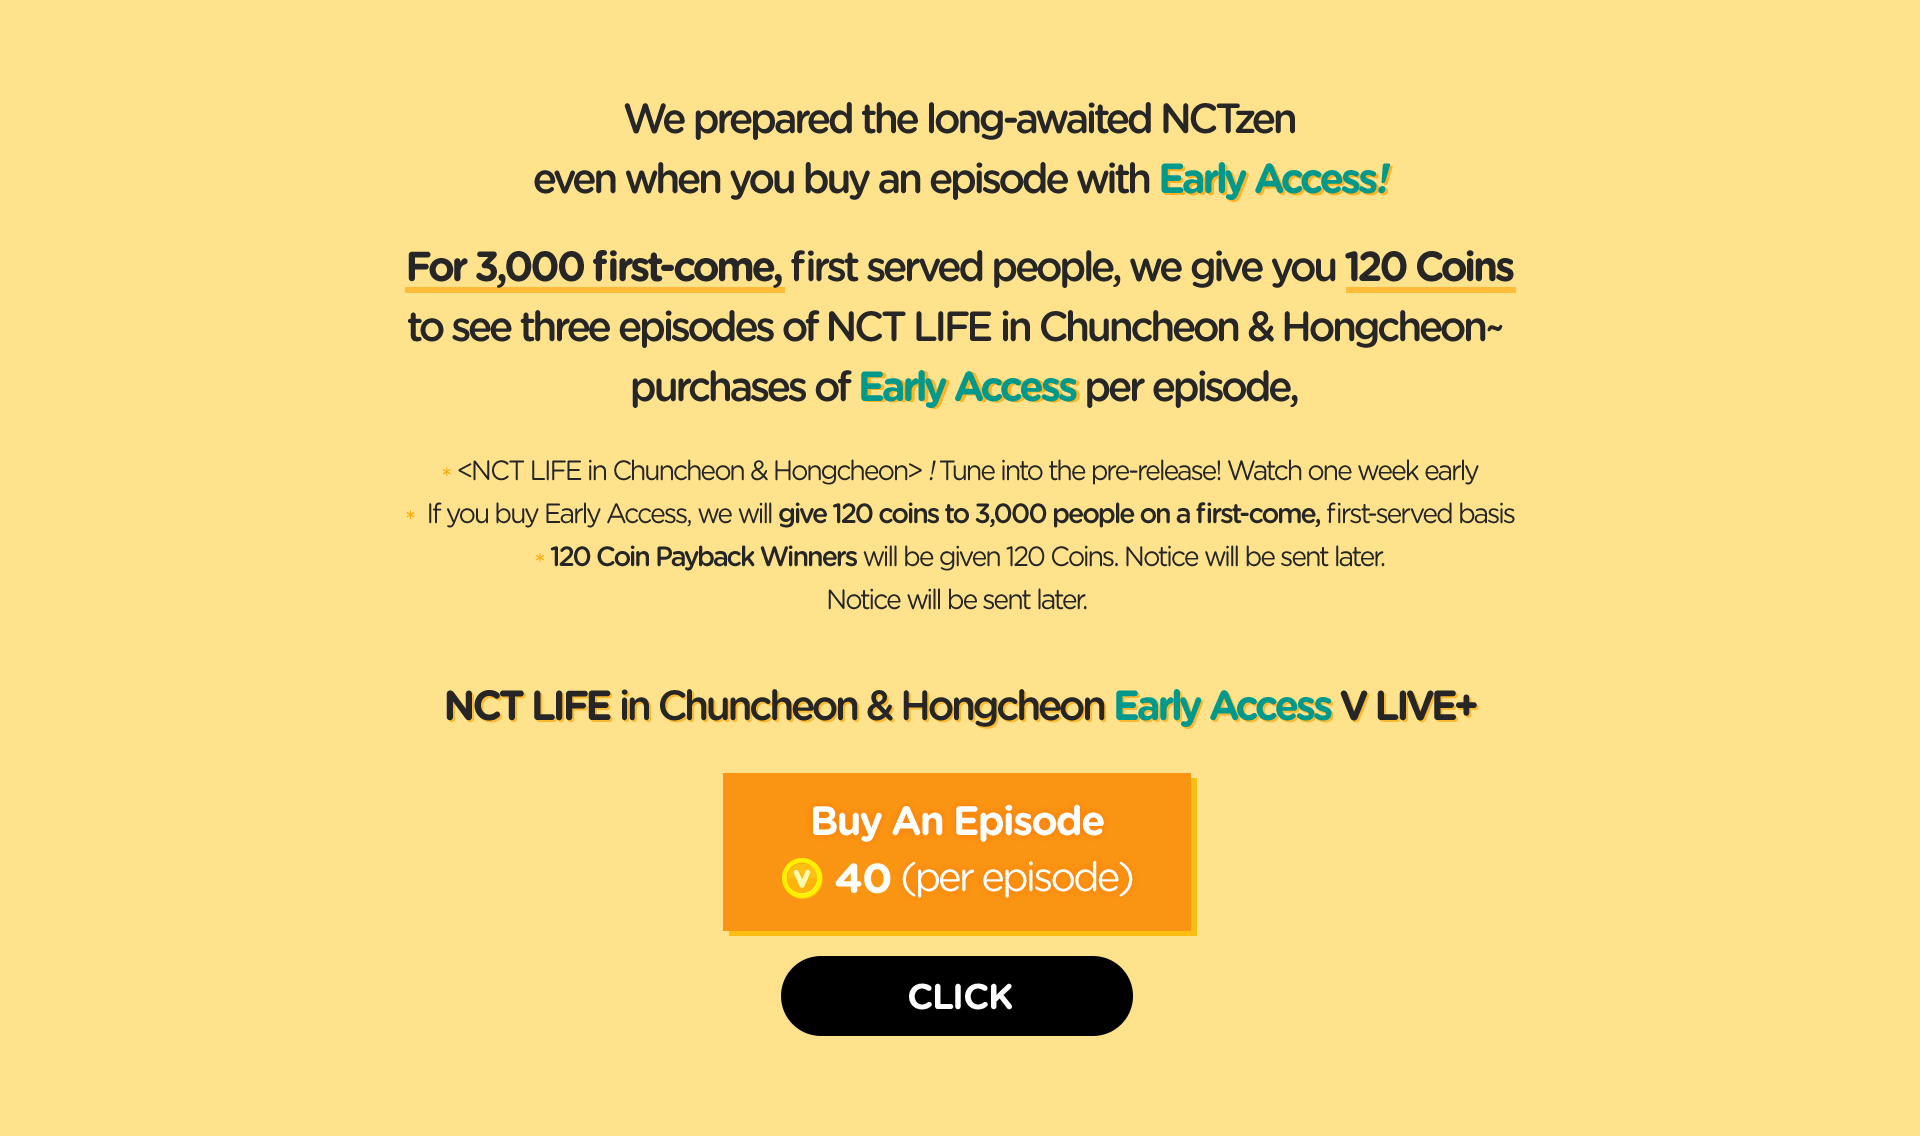 We prepared the long-awaited NCTzen
even when you buy an episode with Early Access!
For 3,000 first-come, first served people, we give you 120 Coins
to see three episodes of NCT LIFE in Chuncheon & Hongcheon~
purchases of Early Access per episode,
* <NCT LIFE in Chuncheon & Hongcheon> ! Tune into the pre-release! Watch one week early
* If you buy Early Access, we will give 120 coins to 3,000 people on a first-come, first-served basis
* 120 Coin Payback Winners will be given 120 Coins. Notice will be sent later.
Notice will be sent later.
NCT LIFE in Chuncheon & Hongcheon Early Access V LIVE+
Buy An Episode
V 40 (per episode)
CLICK